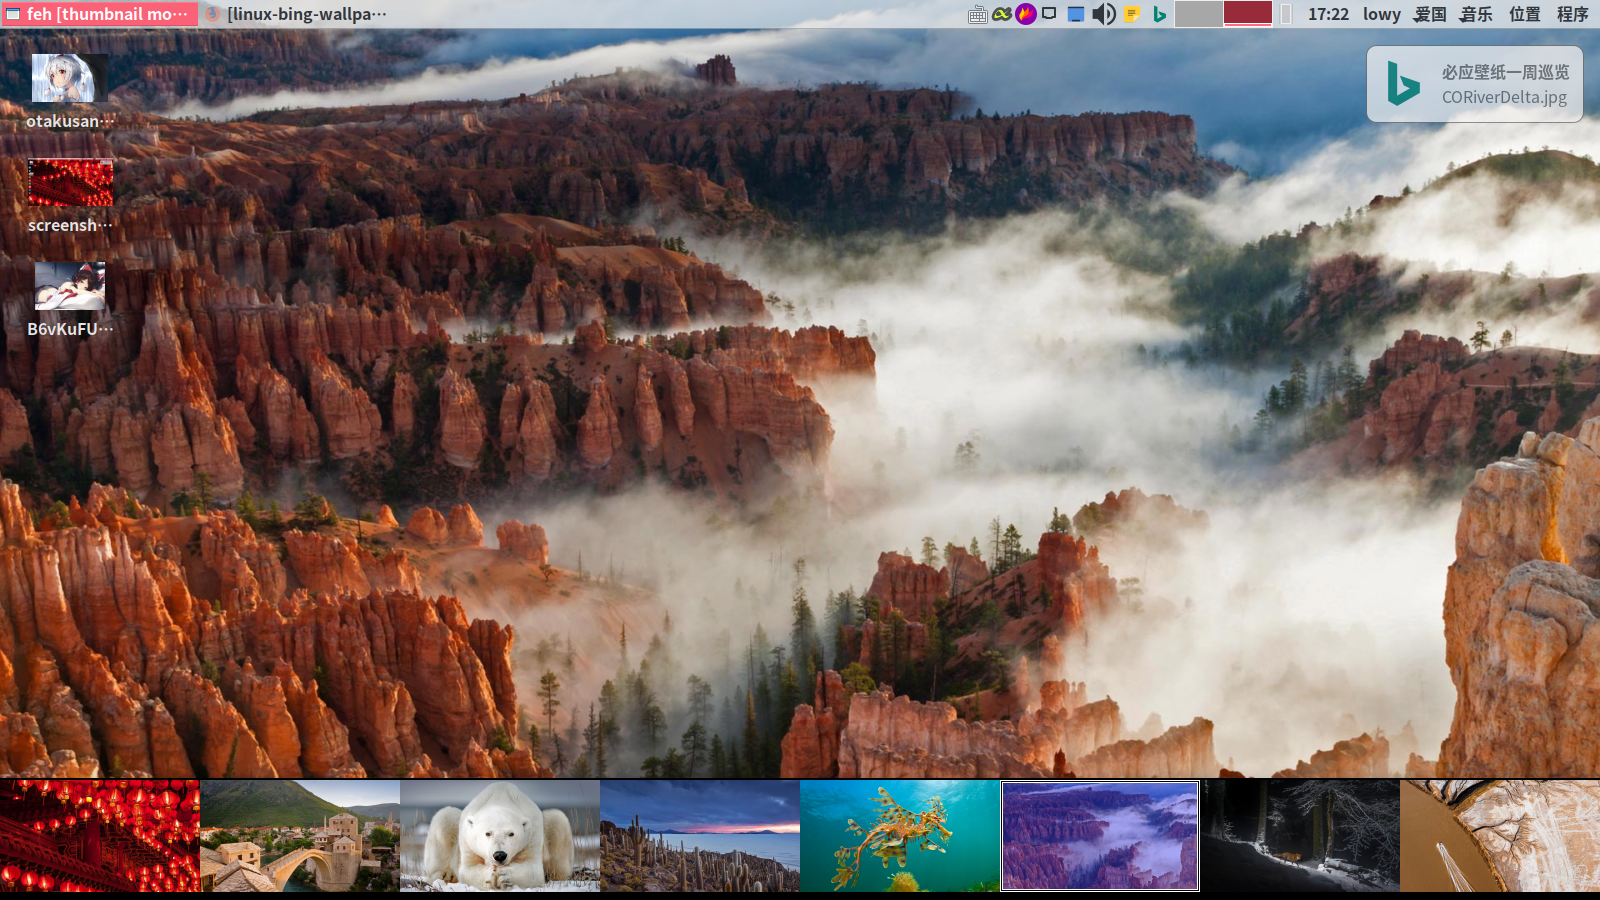 feh [thumbnail mo…
[linux-bing-wallpa…
17:22 lowy 爱国 音乐 位置 程序
必应壁纸一周巡览
CORiverDelta.jpg
otakusan…
screensh…
B6vKuFU…